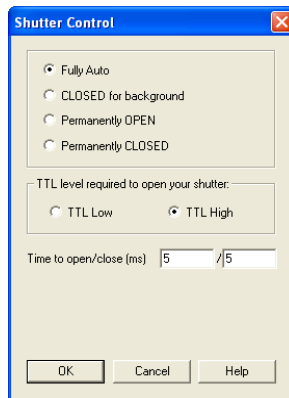 Shutter Control
Fully Auto
CLOSED for background
Permanently OPEN
Permanently CLOSED
TTL level required to open your shutter:
TTL Low TTL High
Time to open/close (ms) 5 / 5
OK Cancel Help